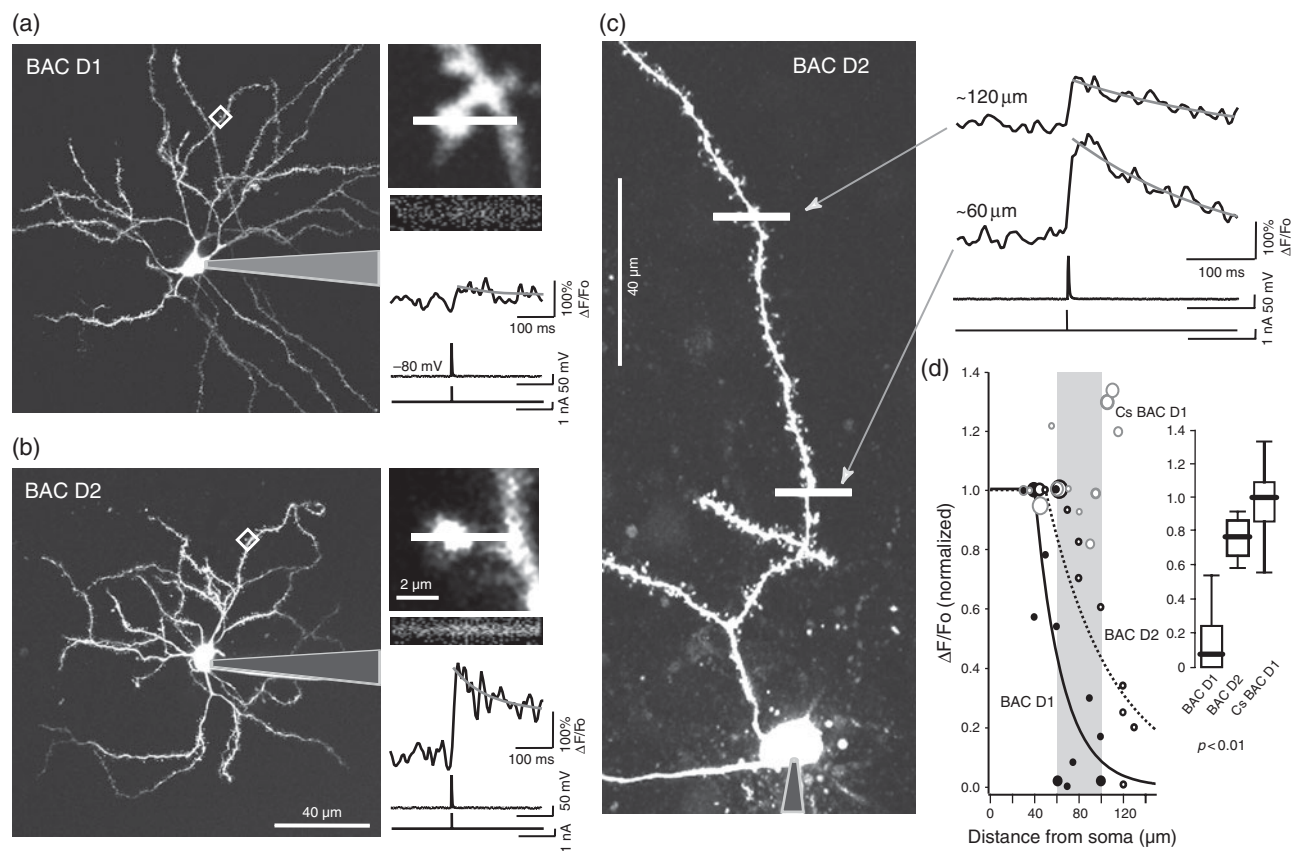 (a)
BAC D1
100%
ΔF/Fo
100 ms
−80 mV
50 mV
1 nA
(b)
BAC D2
2 µm
100%
ΔF/Fo
100 ms
50 mV
1 nA
40 µm
(c)
BAC D2
40 µm
~120 µm
~60 µm
100%
ΔF/Fo
100 ms
50 mV
1 nA
(d)
1.4
1.2
1.0
0.8
0.6
0.4
0.2
0.0
ΔF/Fo (normalized)
0
40
80
120
Distance from soma (µm)
Cs BAC D1
BAC D2
BAC D1
1.4
1.2
1.0
0.8
0.6
0.4
0.2
0
BAC D1
BAC D2
Cs BAC D1
p < 0.01